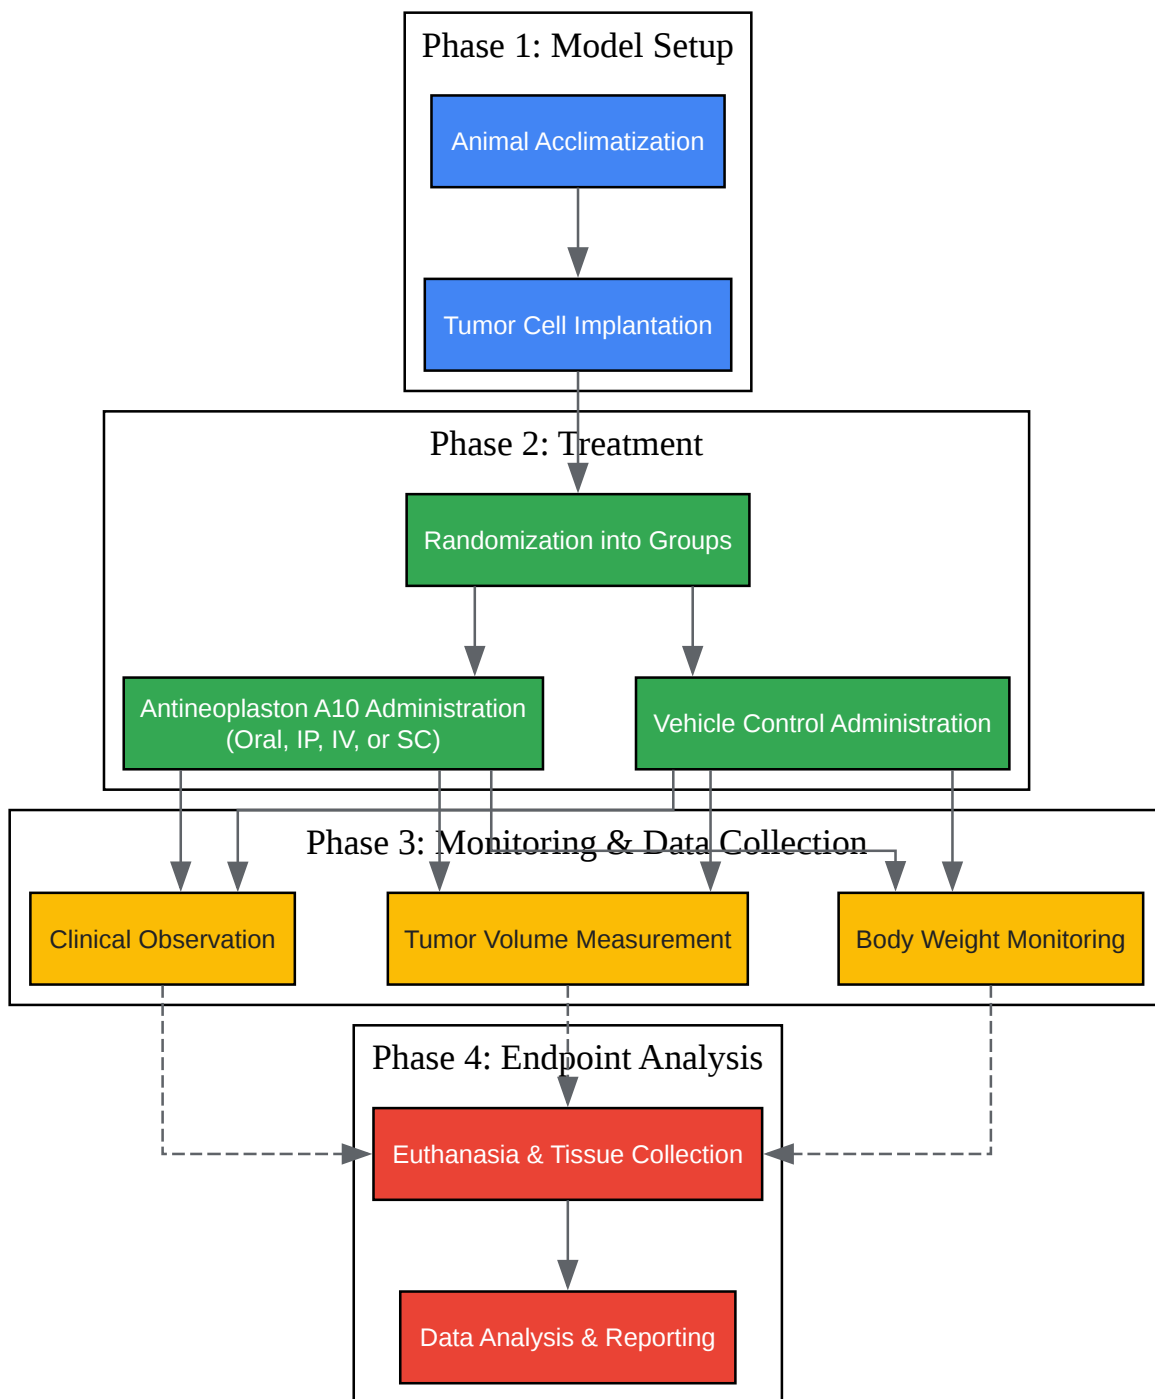 Phase 1: Model Setup
Animal Acclimatization
Tumor Cell Implantation
Phase 2: Treatment
Randomization into Groups
Antineoplaston A10 Administration
(Oral, IP, IV, or SC)
Vehicle Control Administration
Phase 3: Monitoring & Data Collection
Clinical Observation
Tumor Volume Measurement
Body Weight Monitoring
Phase 4: Endpoint Analysis
Euthanasia & Tissue Collection
Data Analysis & Reporting